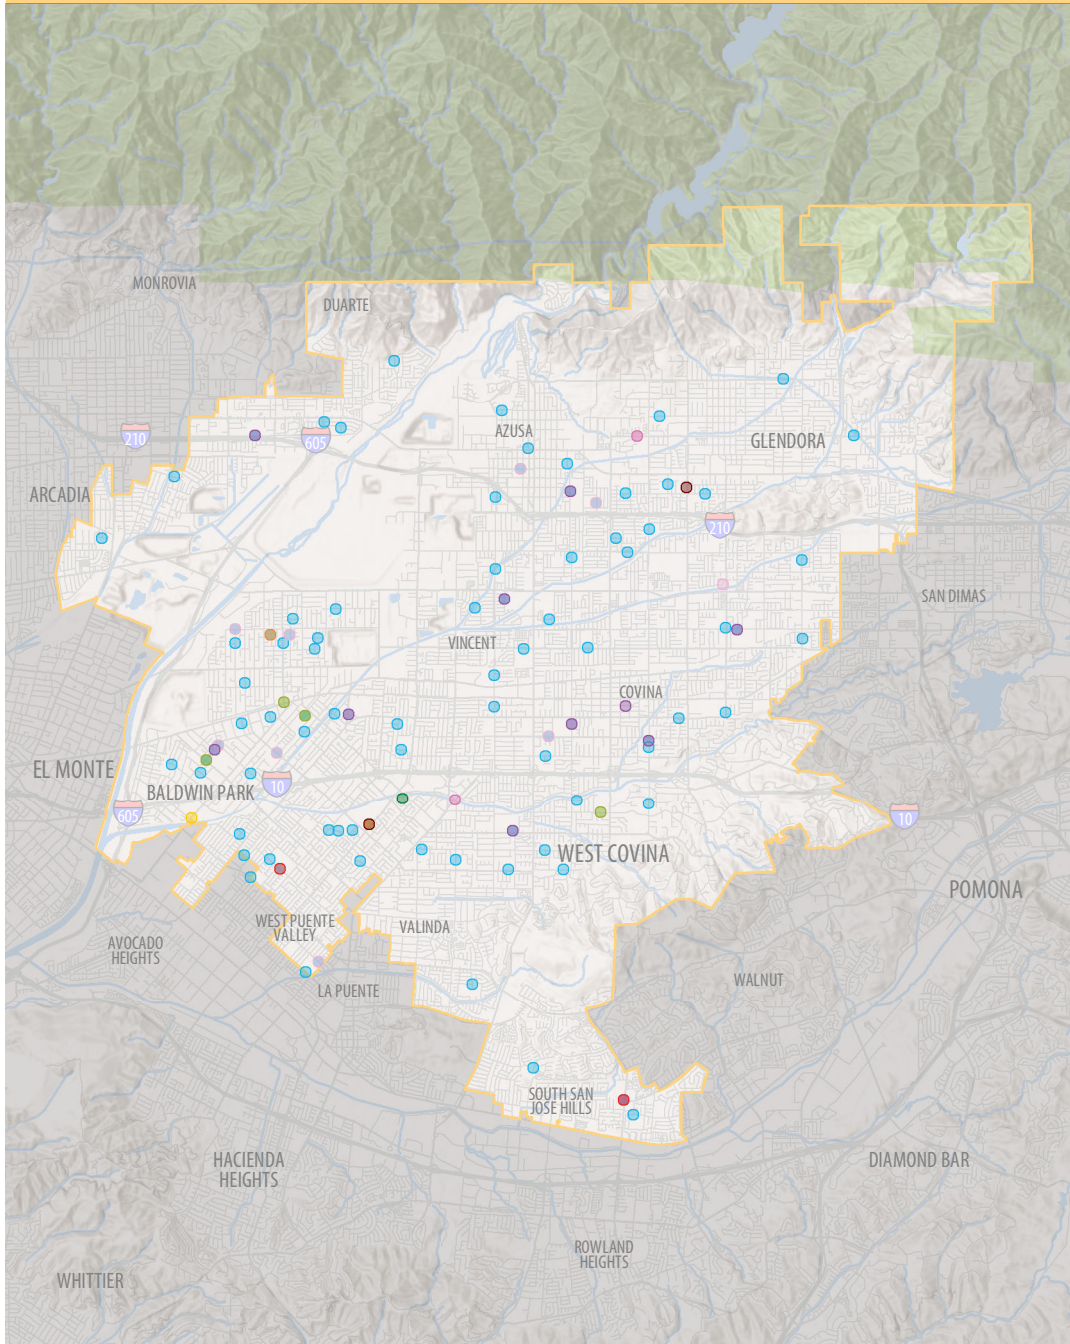 MONROVIA
DUARTE
210
605
AZUSA
GLENDORA
ARCADIA
210
SAN DIMAS
VINCENT
COVINA
EL MONTE
10
BALDWIN PARK
605
10
WEST COVINA
POMONA
WEST PUENTE
VALLEY
VALINDA
AVOCADO
HEIGHTS
WALNUT
LA PUENTE
SOUTH SAN
JOSE HILLS
HACIENDA
HEIGHTS
DIAMOND BAR
ROWLAND
HEIGHTS
WHITTIER